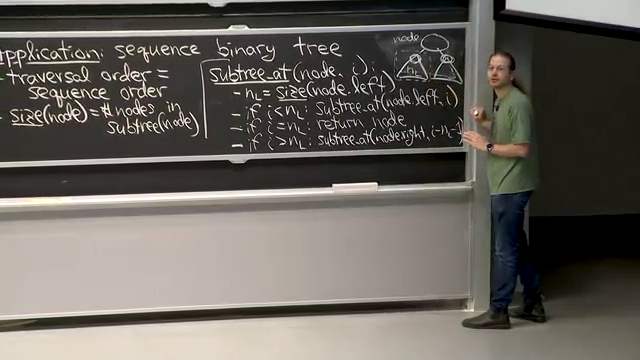 Application: sequence binary tree
- traversal order =
sequence order
- size(node) = # nodes in
subtree(node)
subtree_at(node, i):
- nL = size(node.left)
- if i < nL: subtree_at(node.left, i)
- if i = nL: return node
- if i > nL: subtree_at(node.right, i-nL-1)
node
nL